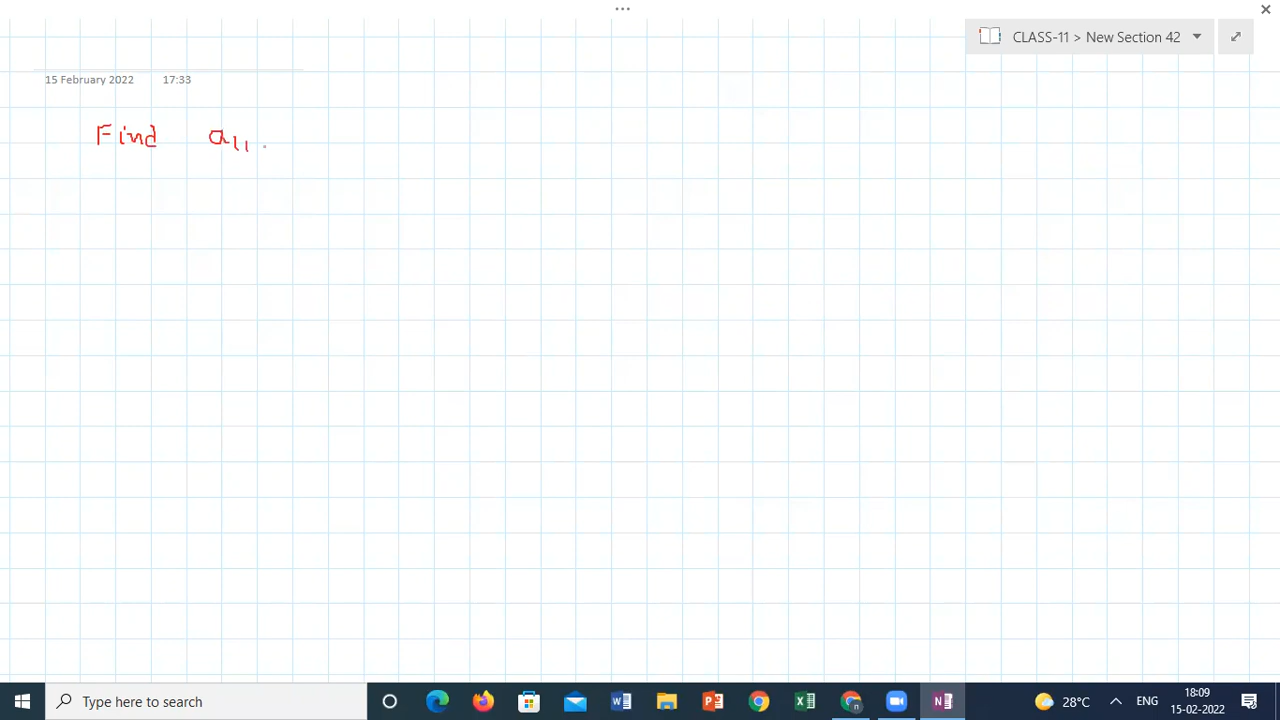 ...
CLASS-11 > New Section 42
15 February 2022 17:33
Find a₁₁
Type here to search
28°C
ENG
18:09
15-02-2022